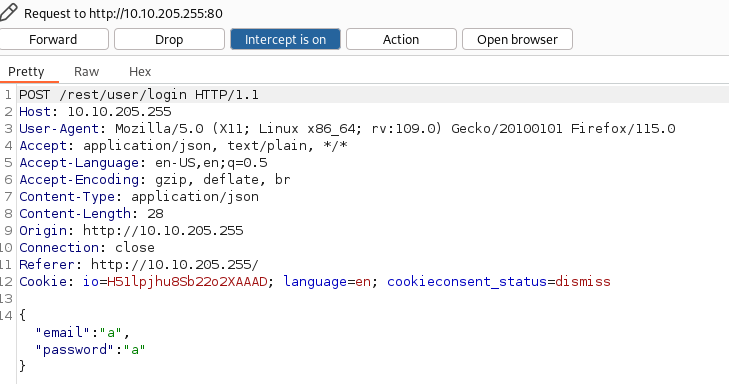 Request to http://10.10.205.255:80
Forward Drop Intercept is on Action Open browser
Pretty Raw Hex
1 POST /rest/user/login HTTP/1.1
2 Host: 10.10.205.255
3 User-Agent: Mozilla/5.0 (X11; Linux x86_64; rv:109.0) Gecko/20100101 Firefox/115.0
4 Accept: application/json, text/plain, */*
5 Accept-Language: en-US,en;q=0.5
6 Accept-Encoding: gzip, deflate, br
7 Content-Type: application/json
8 Content-Length: 28
9 Origin: http://10.10.205.255
10 Connection: close
11 Referer: http://10.10.205.255/
12 Cookie: io=H51lpjhu8Sb22o2XAAAD; language=en; cookieconsent_status=dismiss
13
14 {
"email":"a",
"password":"a"
}